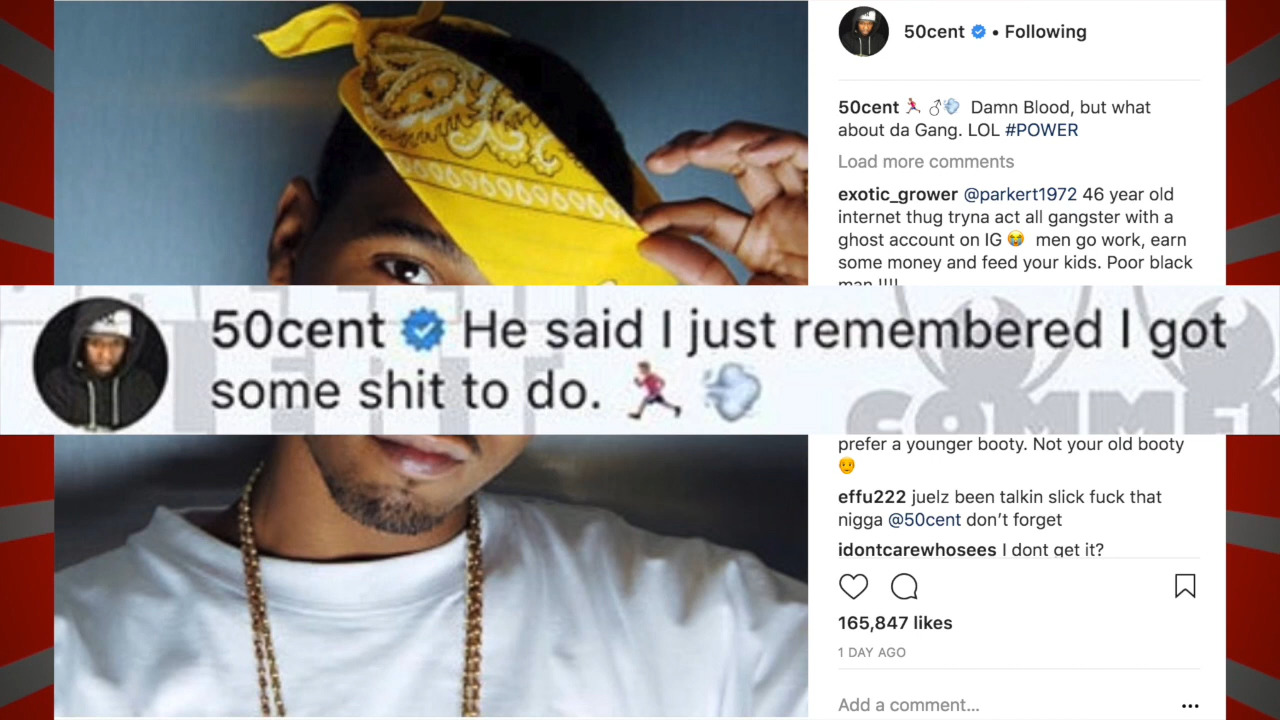 50cent • Following
50cent 🏃🏽‍♂️💨 Damn Blood, but what
about da Gang. LOL #POWER
Load more comments
exotic_grower @parkert1972 46 year old
internet thug tryna act all gangster with a
ghost account on IG 😭 men go work, earn
some money and feed your kids. Poor black
man !!!!
50cent He said I just remembered I got
some shit to do. 🏃🏽💨
COMME
prefer a younger booty. Not your old booty
effu222 juelz been talkin slick fuck that
nigga @50cent don’t forget
idontcarewhosees I dont get it?
165,847 likes
1 DAY AGO
Add a comment...